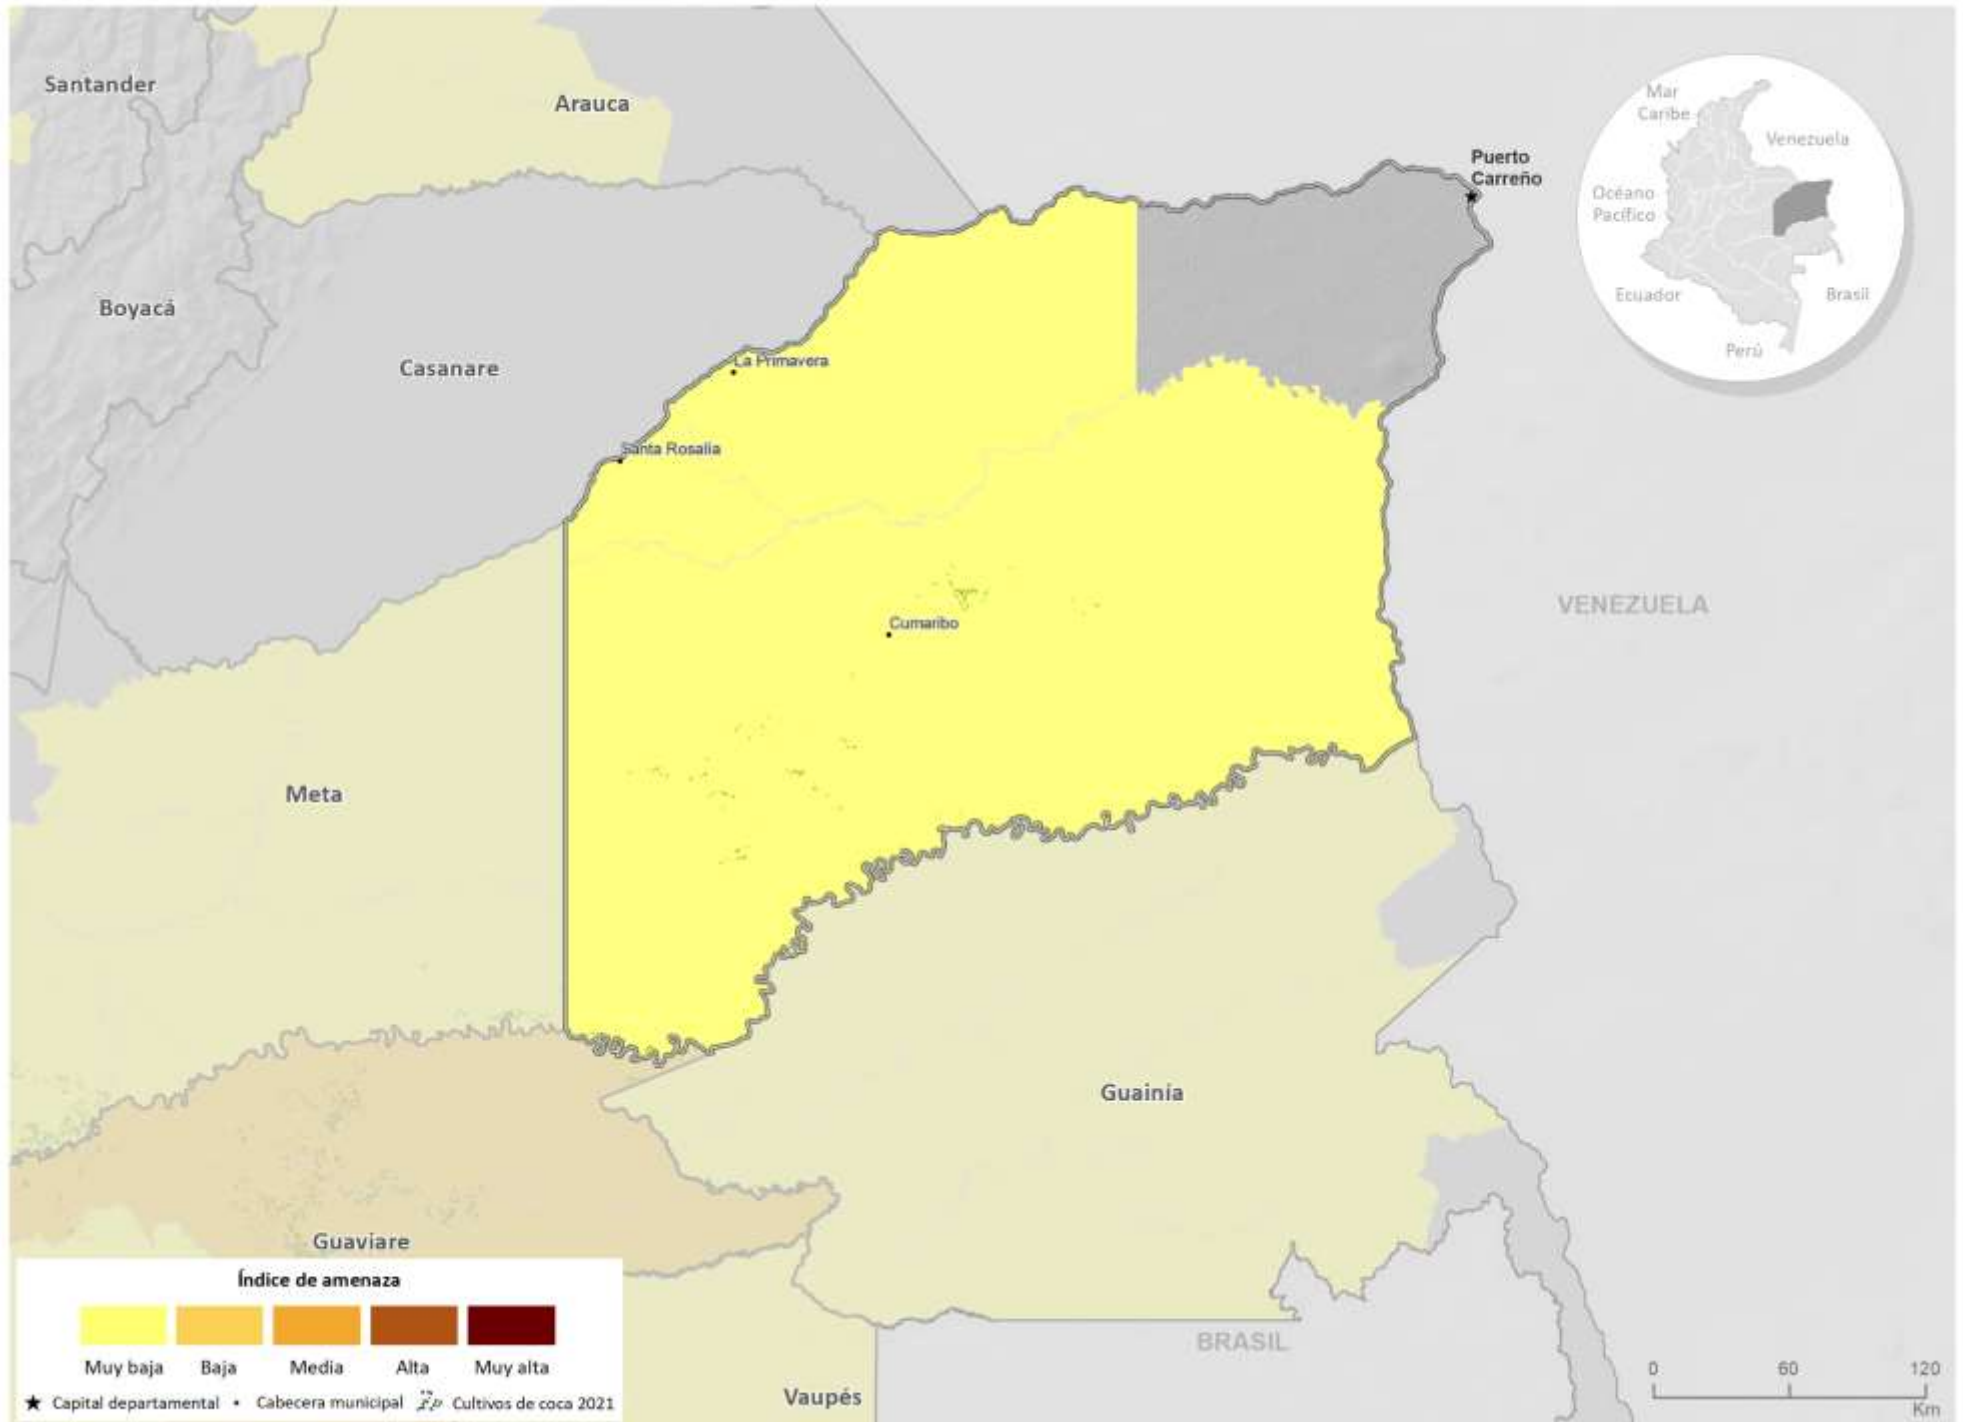 Santander
Arauca
Mar
Caribe
Venezuela
Puerto
Carreño
Océano
Pacífico
Ecuador
Brasil
Perú
Boyacá
Casanare
La Primavera
Santa Rosalia
VENEZUELA
Cumaribo
Meta
Guainía
Guaviare
Índice de amenaza
Muy baja Baja Media Alta Muy alta
Capital departamental Cabecera municipal Cultivos de coca 2021
BRASIL
Vaupés
0 60 120
Km